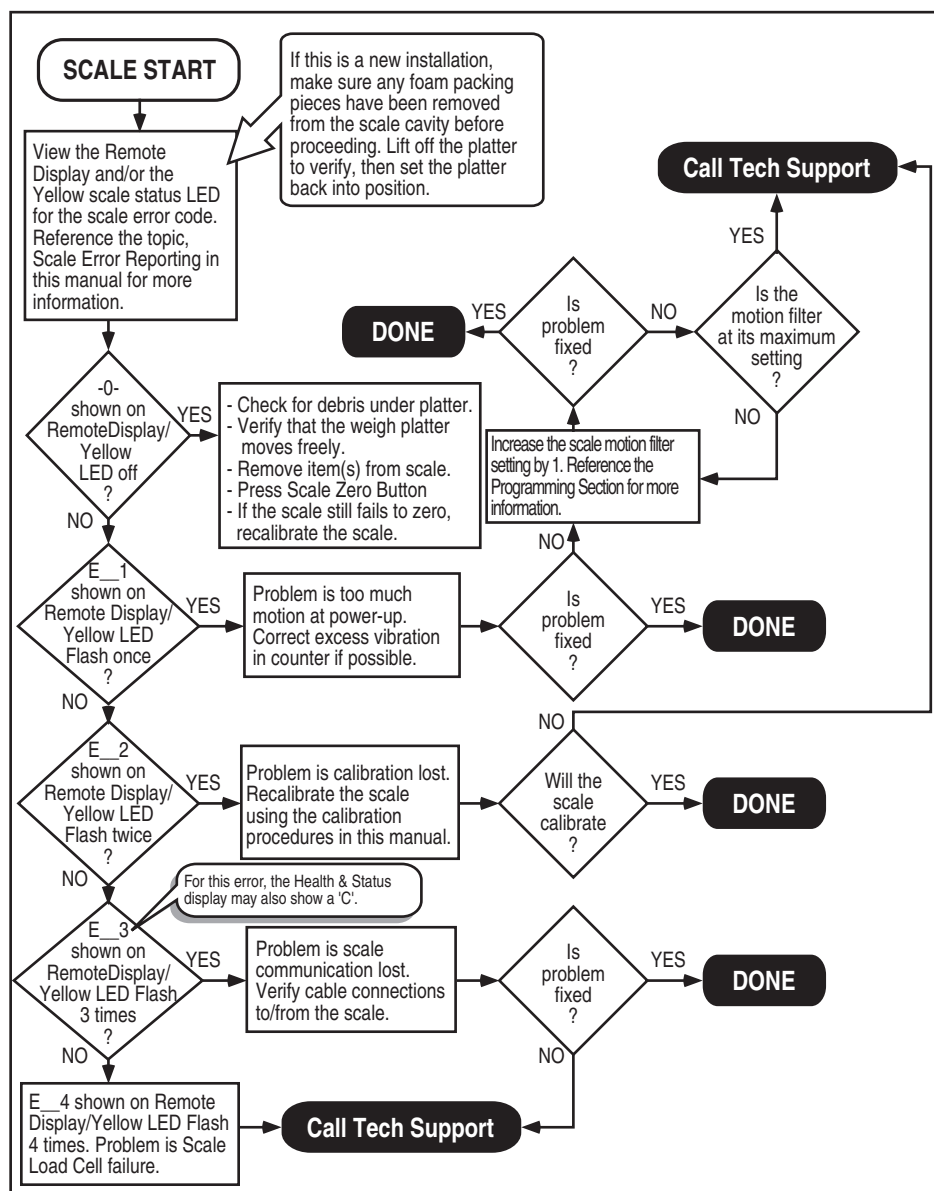 SCALE START
If this is a new installation,
make sure any foam packing
pieces have been removed
from the scale cavity before
proceeding. Lift off the platter
to verify, then set the platter
back into position.
View the Remote
Display and/or the
Yellow scale status LED
for the scale error code.
Reference the topic,
Scale Error Reporting in
this manual for more
information.
Call Tech Support
YES
Is the
motion filter
at its maximum
setting
?
NO
Is
problem
fixed
?
YES
NO
DONE
-0-
shown on
RemoteDisplay/
Yellow
LED off
?
YES
NO
- Check for debris under platter.
- Verify that the weigh platter
moves freely.
- Remove item(s) from scale.
- Press Scale Zero Button
- If the scale still fails to zero,
recalibrate the scale.
Increase the scale motion filter
setting by 1. Reference the
Programming Section for more
information.
NO
E__1
shown on
Remote Display/
Yellow LED
Flash once
?
YES
NO
Problem is too much
motion at power-up.
Correct excess vibration
in counter if possible.
Is
problem
fixed
?
YES
DONE
E__2
shown on
Remote Display/
Yellow LED
Flash twice
?
YES
NO
Problem is calibration lost.
Recalibrate the scale
using the calibration
procedures in this manual.
NO
Will the
scale
calibrate
?
YES
DONE
For this error, the Health & Status
display may also show a 'C'.
E__3
shown on
RemoteDisplay/
Yellow LED Flash
3 times
?
YES
NO
Problem is scale
communication lost.
Verify cable connections
to/from the scale.
Is
problem
fixed
?
YES
DONE
NO
E__4 shown on Remote
Display/Yellow LED Flash
4 times. Problem is Scale
Load Cell failure.
Call Tech Support